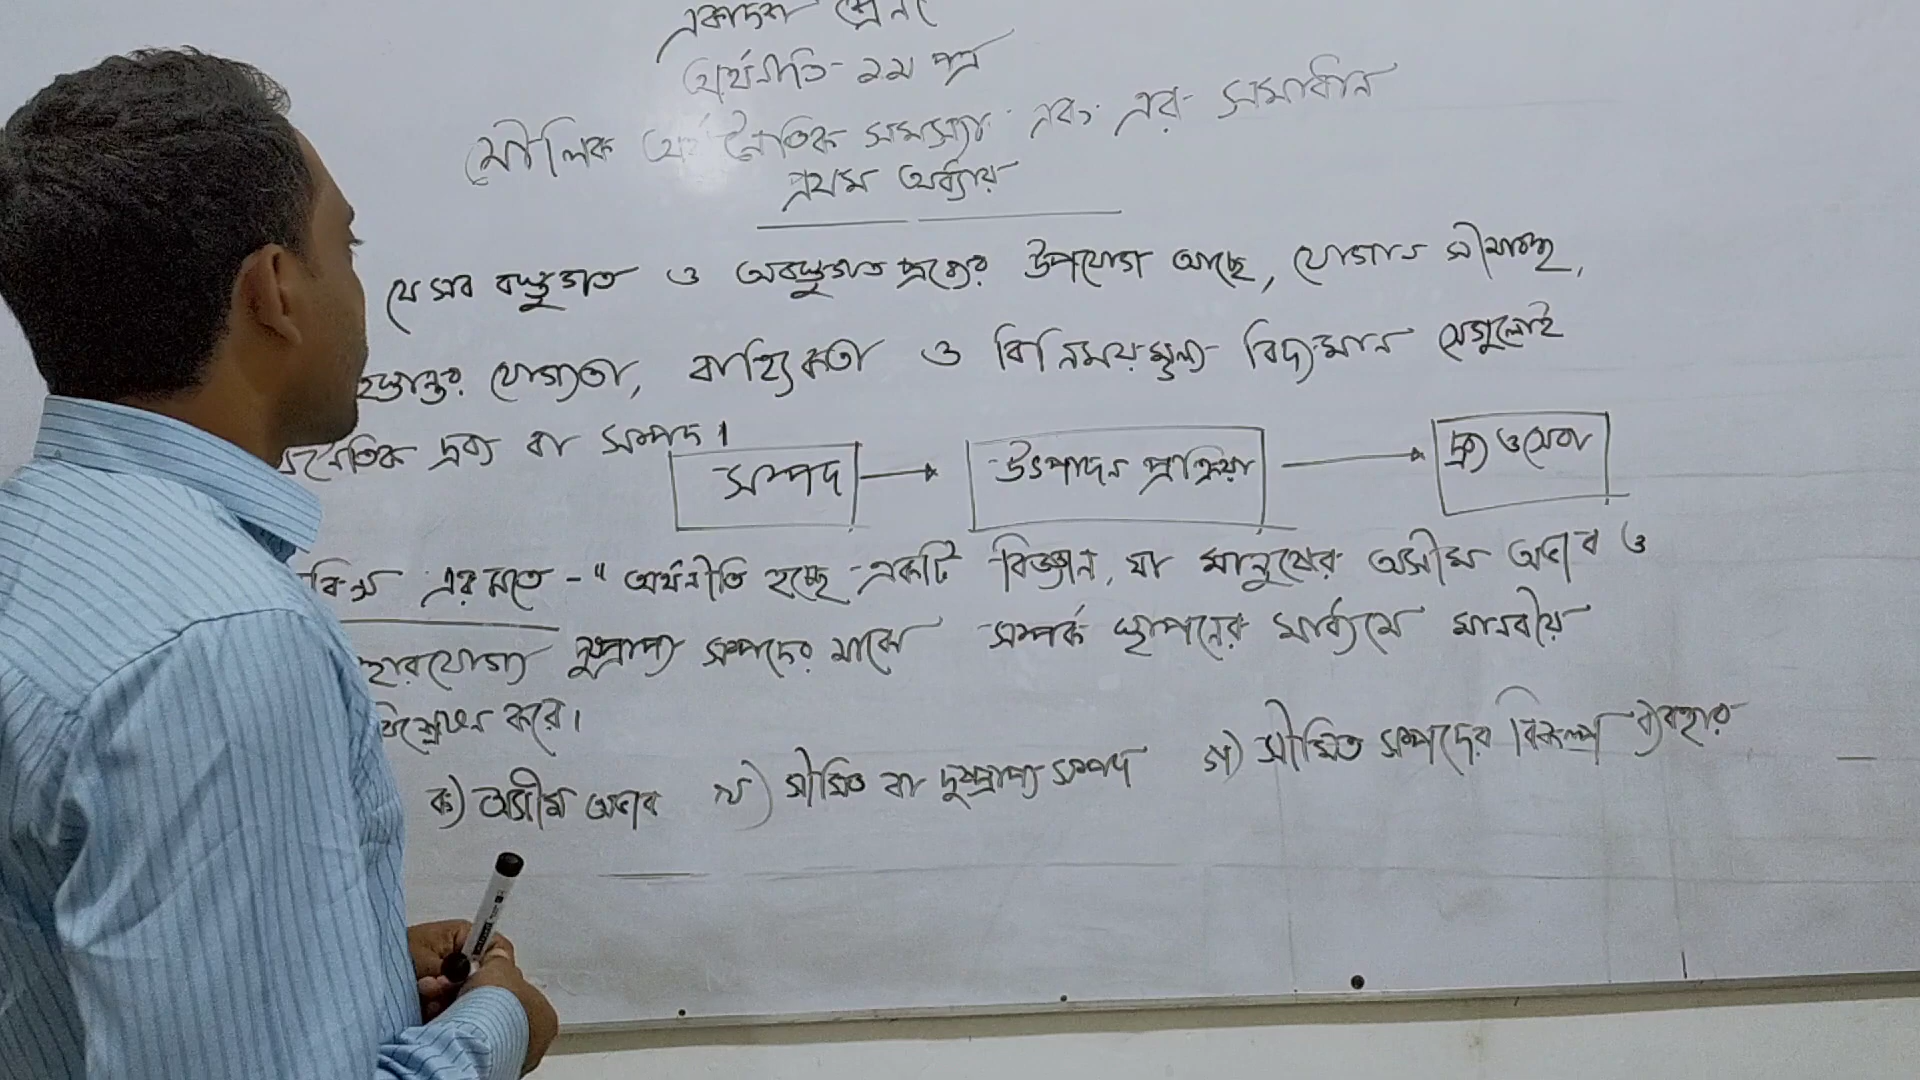 একাদশ শ্রেনি
অর্থনীতি - ১ম পত্র
মৌলিক অর্থনৈতিক সমস্যা এবং এর সমাধান
প্রথম অধ্যায়
যে সব বস্তুগত ও অবস্তুগত দ্রব্যের উপযোগ আছে, যোগান সীমাবদ্ধ,
হস্তান্তর যোগ্যতা, বাহ্যিকতা ও বিনিময় মূল্য বিদ্যমান সেগুলোই
নৈতিক দ্রব্য বা সম্পদ।
সম্পদ → উৎপাদন প্রক্রিয়া → দ্রব্য ও সেবা
বিন্স এর মতে - "অর্থনীতি হচ্ছে একটি বিজ্ঞান, যা মানুষের অসীম অভাব ও
হারযোগ্য দুষ্প্রাপ্য সম্পদের মাঝে সম্পর্ক স্থাপনের মাধ্যমে মানবীয়
বিশ্লেষন করে।
ক) অসীম অভাব খ) সীমিত বা দুষ্প্রাপ্য সম্পদ গ) সীমিত সম্পদের বিকল্প ব্যবহার